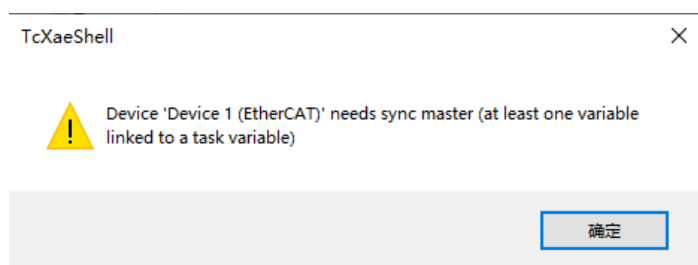 TcXaeShell
Device 'Device 1 (EtherCAT)' needs sync master (at least one variable
linked to a task variable)
确定